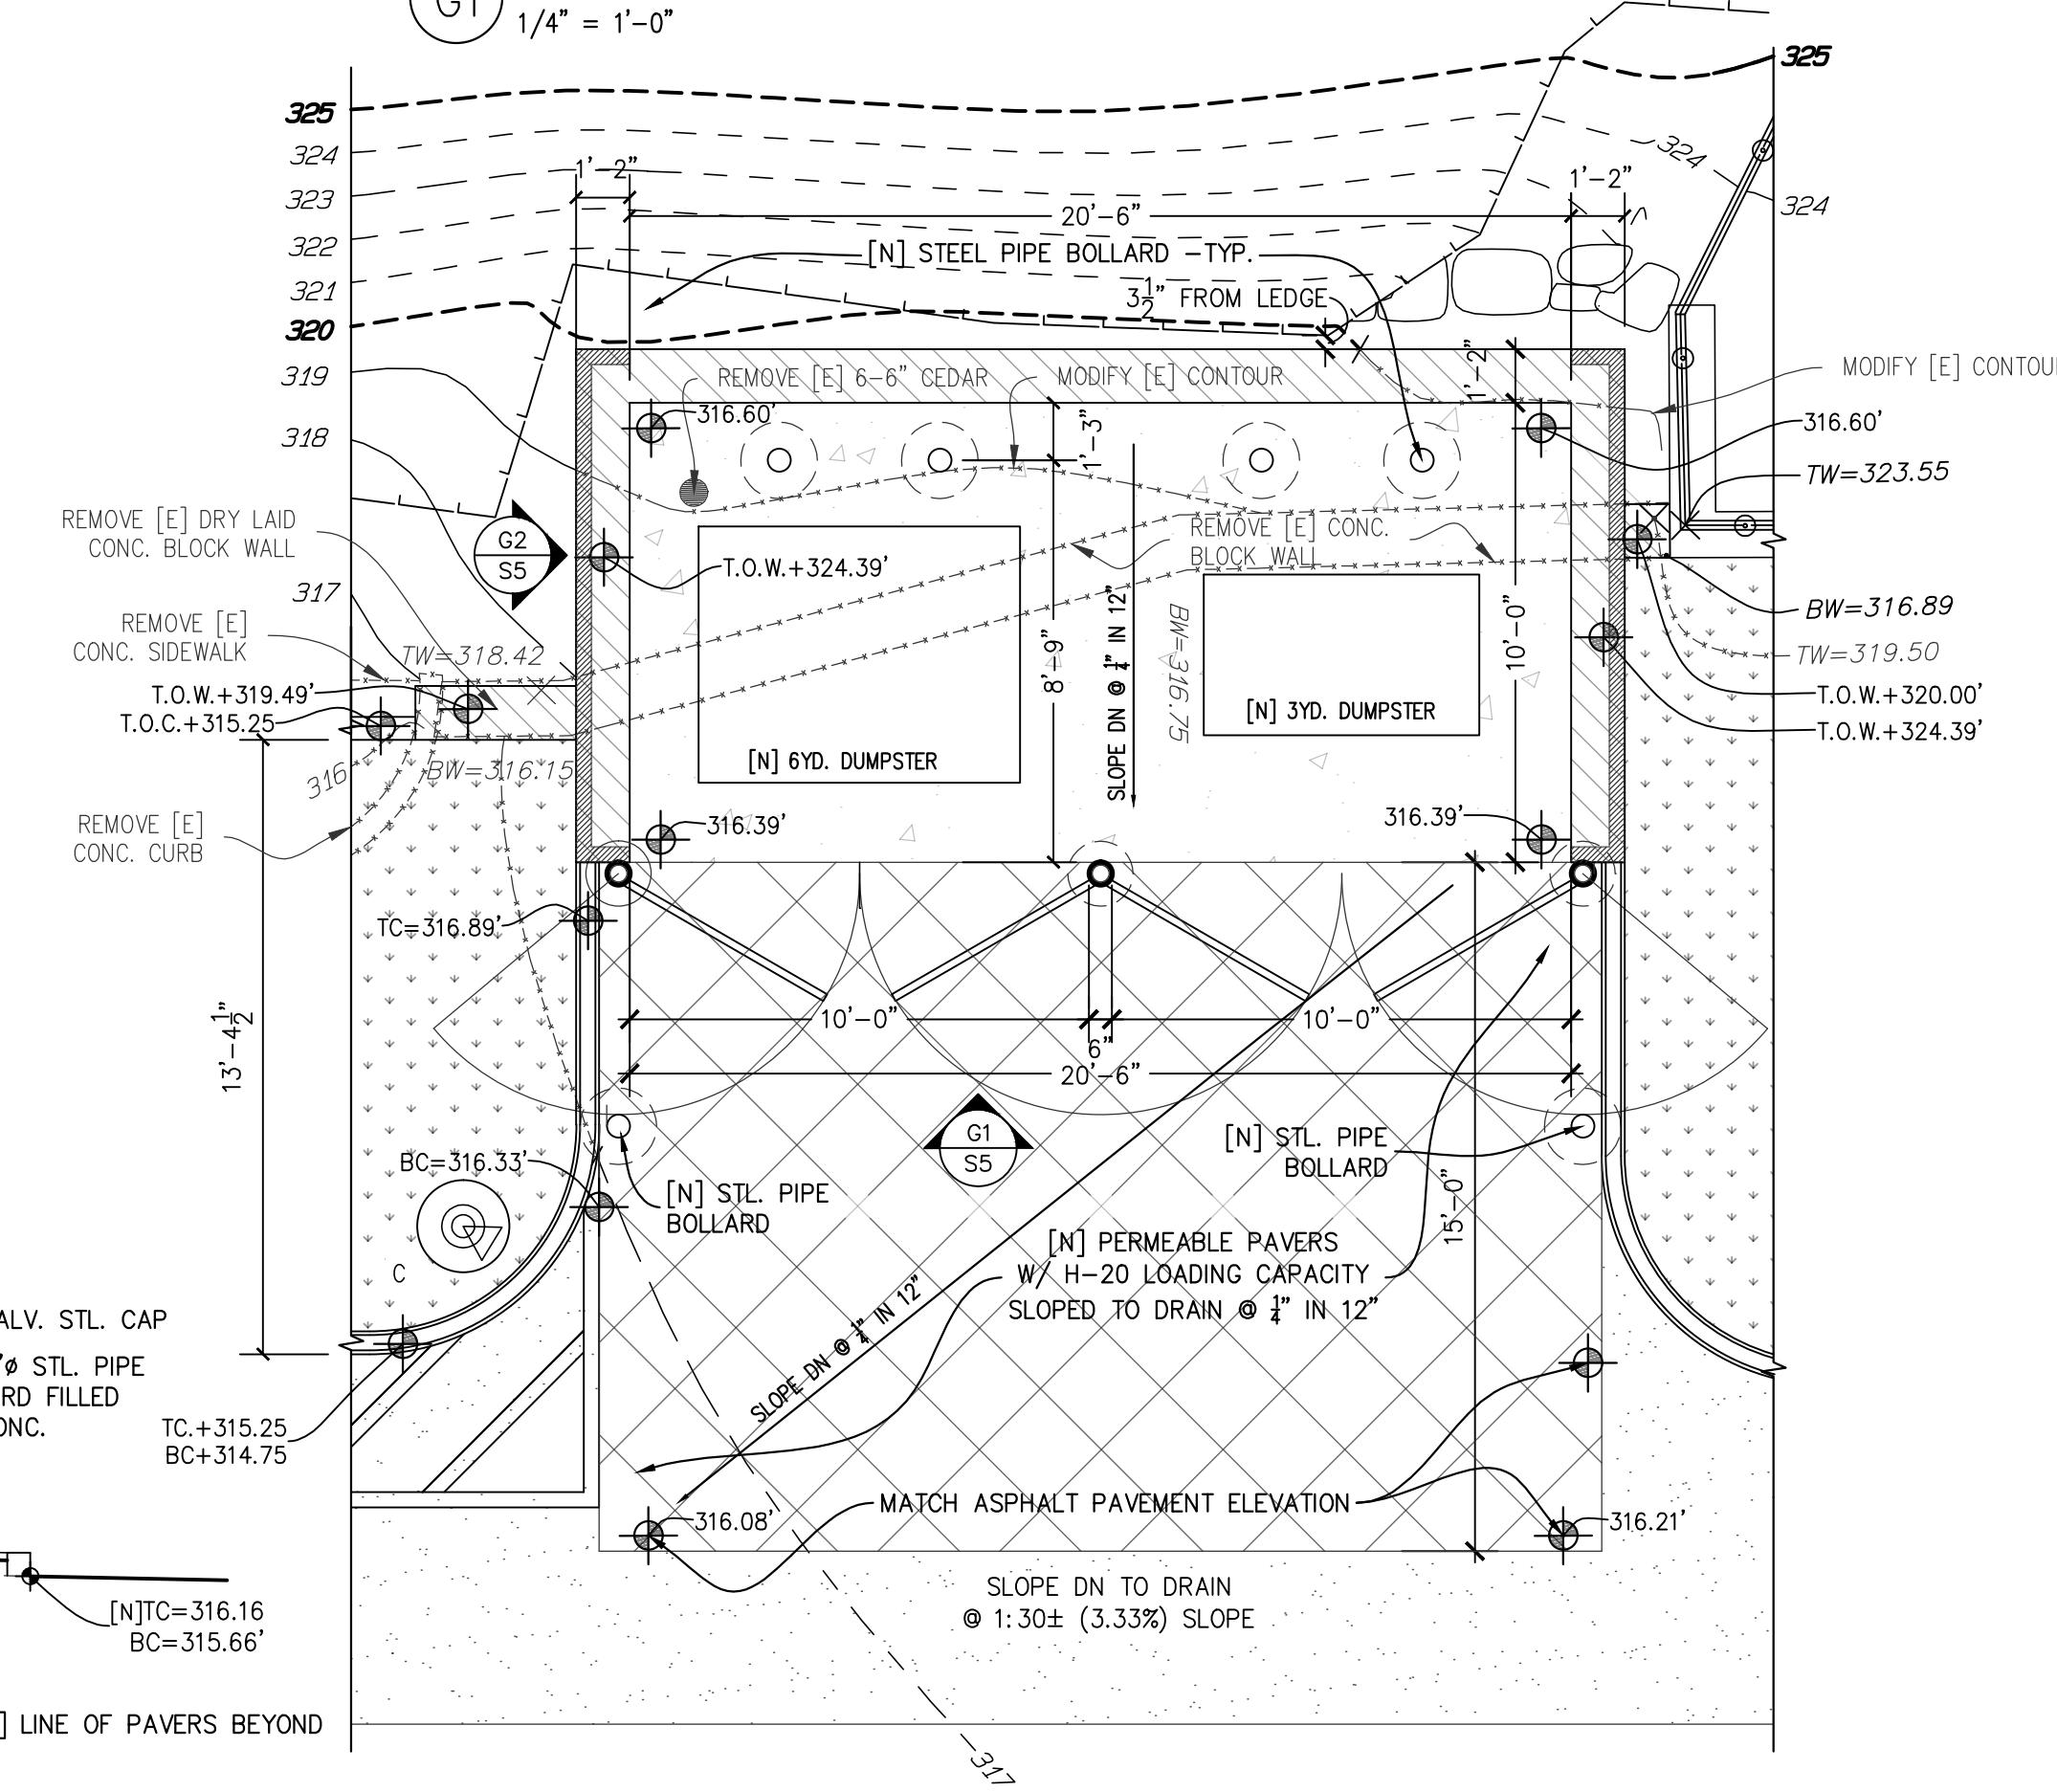 G1
1/4" = 1'-0"
325
325
324
323
322
321
320
319
318
317
316
324
324
1'-2"
20'-6"
1'-2"
[N] STEEL PIPE BOLLARD -TYP.
3 1/2" FROM LEDGE
1'-2"
REMOVE [E] 6-6" CEDAR
MODIFY [E] CONTOUR
316.60'
1'-3"
316.60'
TW=323.55
REMOVE [E] DRY LAID
CONC. BLOCK WALL
G2
S5
T.O.W.+324.39'
REMOVE [E] CONC.
BLOCK WALL
REMOVE [E]
CONC. SIDEWALK
TW=318.42
T.O.W.+319.49'
T.O.C.+315.25
BW=316.15
REMOVE [E]
CONC. CURB
8'-9"
SLOPE DN @ 1/4" IN 12"
BW=316.75
10'-0"
[N] 6YD. DUMPSTER
[N] 3YD. DUMPSTER
BW=316.89
TW=319.50
T.O.W.+320.00'
T.O.W.+324.39'
316.39'
316.39'
TC=316.89'
13'-4 1/2"
10'-0"
6"
10'-0"
20'-6"
G1
S5
BC=316.33'
[N] STL. PIPE
BOLLARD
[N] STL. PIPE
BOLLARD
15'-0"
[N] PERMEABLE PAVERS
W/ H-20 LOADING CAPACITY
SLOPED TO DRAIN @ 1/4" IN 12"
SLOPE DN @ 1/4" IN 12"
C
ALV. STL. CAP
"ø STL. PIPE
RD FILLED
ONC.
TC.+315.25
BC+314.75
MATCH ASPHALT PAVEMENT ELEVATION
316.08'
316.21'
SLOPE DN TO DRAIN
@ 1:30± (3.33%) SLOPE
[N]TC=316.16
BC=315.66'
] LINE OF PAVERS BEYOND
317
MODIFY [E] CONTOU